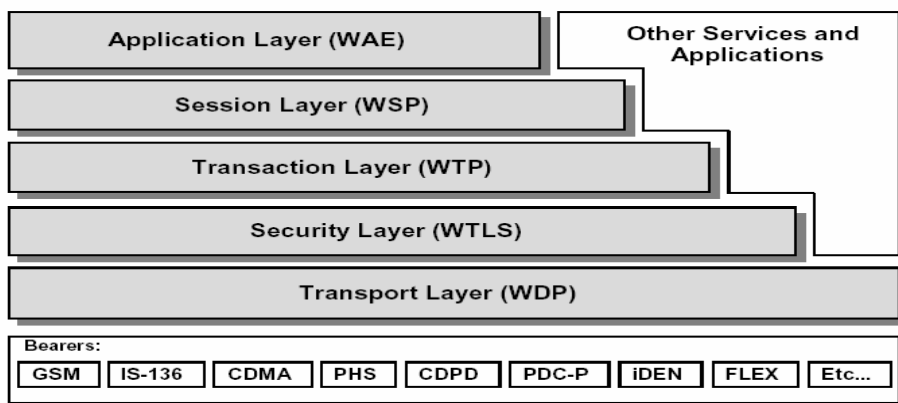 Application Layer (WAE)
Other Services and
Applications
Session Layer (WSP)
Transaction Layer (WTP)
Security Layer (WTLS)
Transport Layer (WDP)
Bearers:
GSM IS-136 CDMA PHS CDPD PDC-P iDEN FLEX Etc...